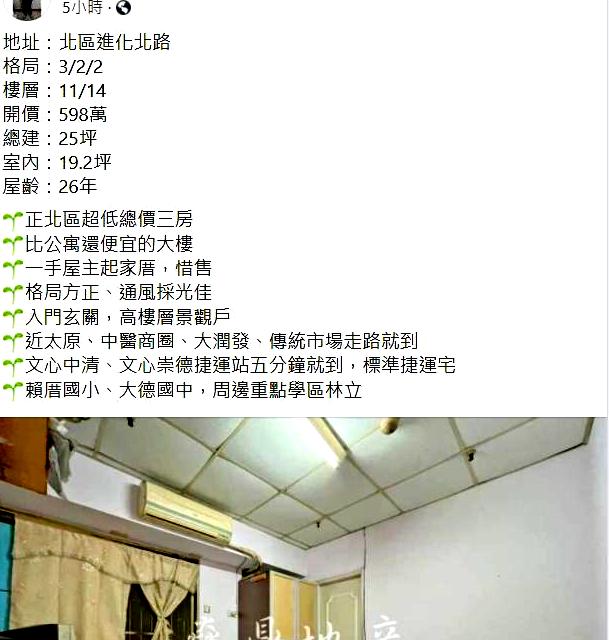 5小時
地址：北區進化北路
格局：3/2/2
樓層：11/14
開價：598萬
總建：25坪
室內：19.2坪
屋齡：26年
正北區超低總價三房
比公寓還便宜的大樓
一手屋主起家厝，惜售
格局方正、通風採光佳
入門玄關，高樓層景觀戶
近太原、中醫商圈、大潤發、傳統市場走路就到
文心中清、文心崇德捷運站五分鐘就到，標準捷運宅
賴厝國小、大德國中，周邊重點學區林立